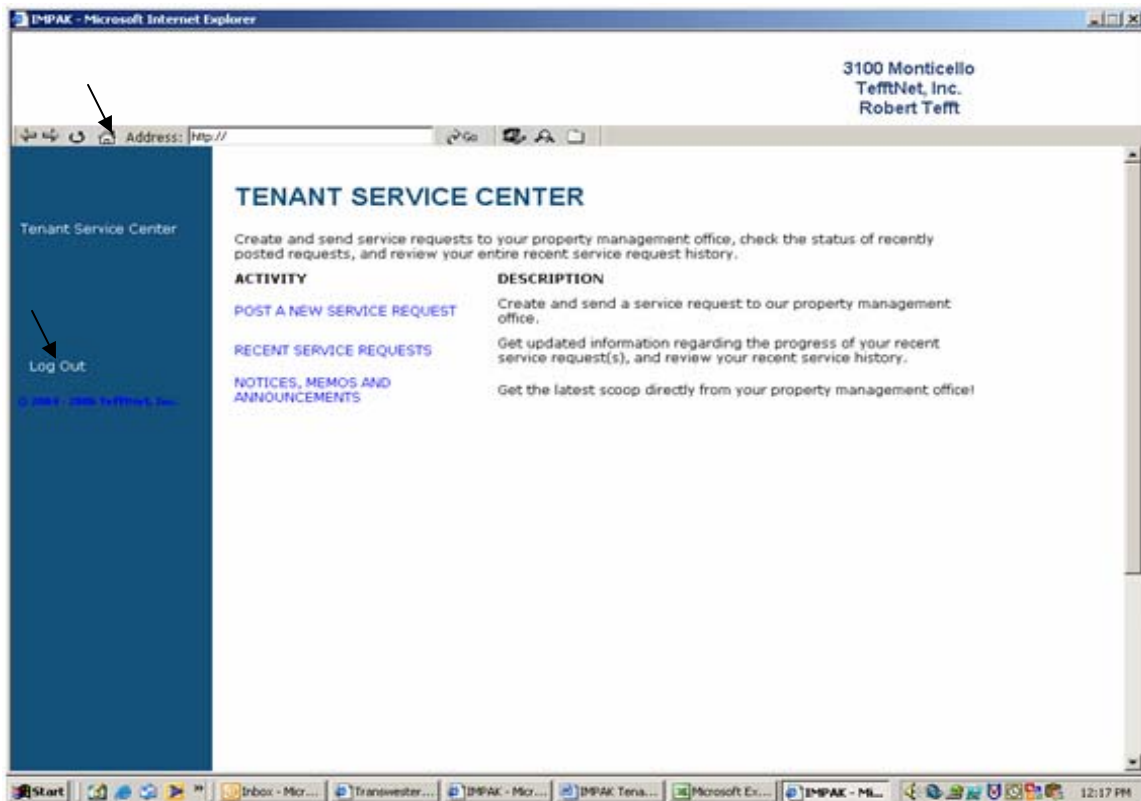 IMPAK - Microsoft Internet Explorer
3100 Monticello
TefftNet, Inc.
Robert Tefft
Address: http://
Go
Tenant Service Center
Log Out
© 2004 - 2006 TefftNet, Inc.
TENANT SERVICE CENTER
Create and send service requests to your property management office, check the status of recently
posted requests, and review your entire recent service request history.
ACTIVITY DESCRIPTION
POST A NEW SERVICE REQUEST
Create and send a service request to our property management
office.
RECENT SERVICE REQUESTS
Get updated information regarding the progress of your recent
service request(s), and review your recent service history.
NOTICES, MEMOS AND
ANNOUNCEMENTS
Get the latest scoop directly from your property management office!
Start
Inbox - Micr...
Transwester...
IMPAK - Micr...
IMPAK Tena...
Microsoft Ex...
IMPAK - Mi...
12:17 PM